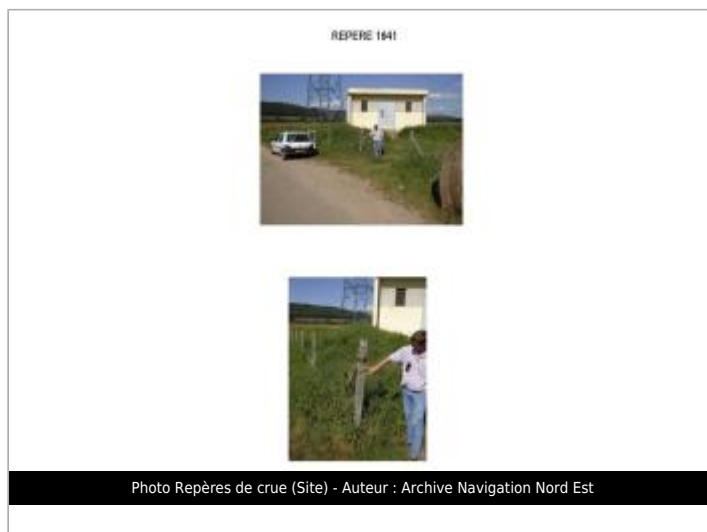 REPERE 1641
Photo Repères de crue (Site) - Auteur : Archive Navigation Nord Est